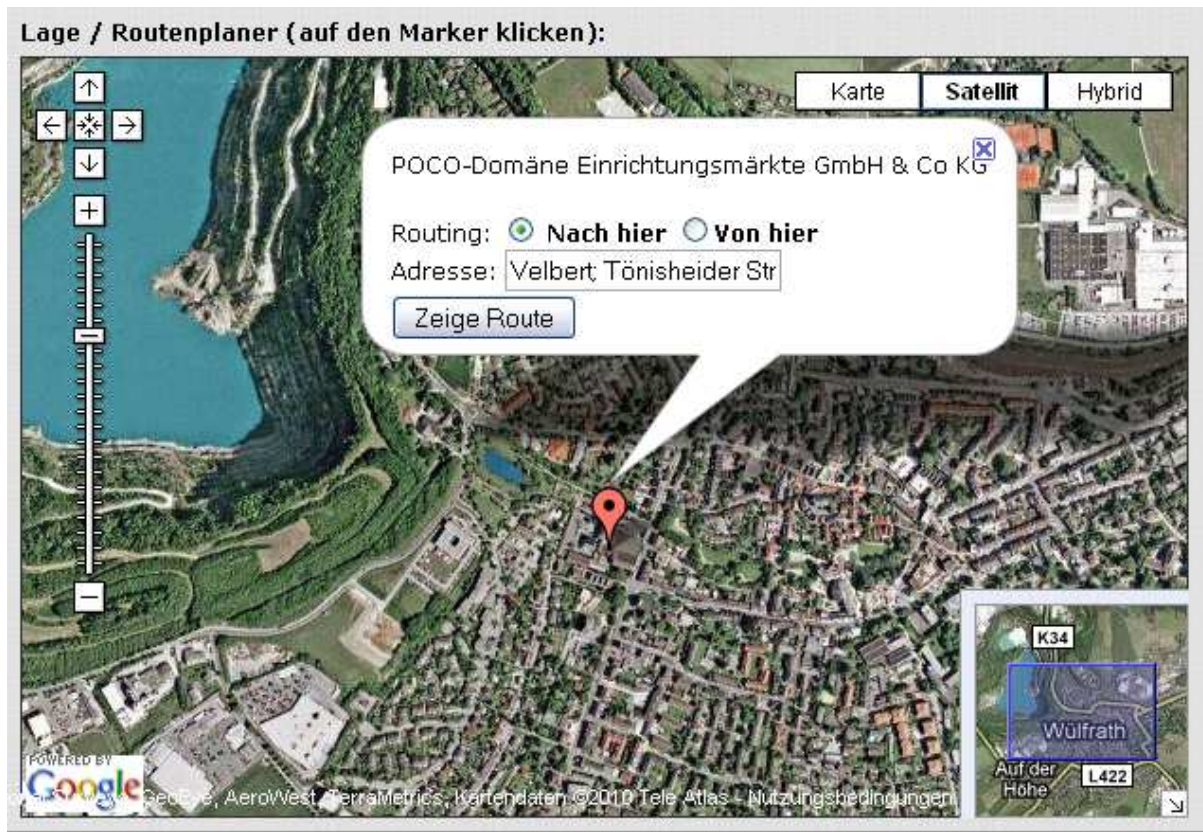 Lage / Routenplaner (auf den Marker klicken):
Karte
Satellit
Hybrid
POCO-Domäne Einrichtungsmärkte GmbH & Co KG
Routing: Nach hier Von hier
Adresse: Velbert; Tönisheider Str
Zeige Route
K34
Wülfrath
Auf der
Höhe
L422
POWERED BY
Google
GeoEye, AeroWest, TerraMetrics, Kartendaten ©2010 Tele Atlas - Nutzungsbedingungen